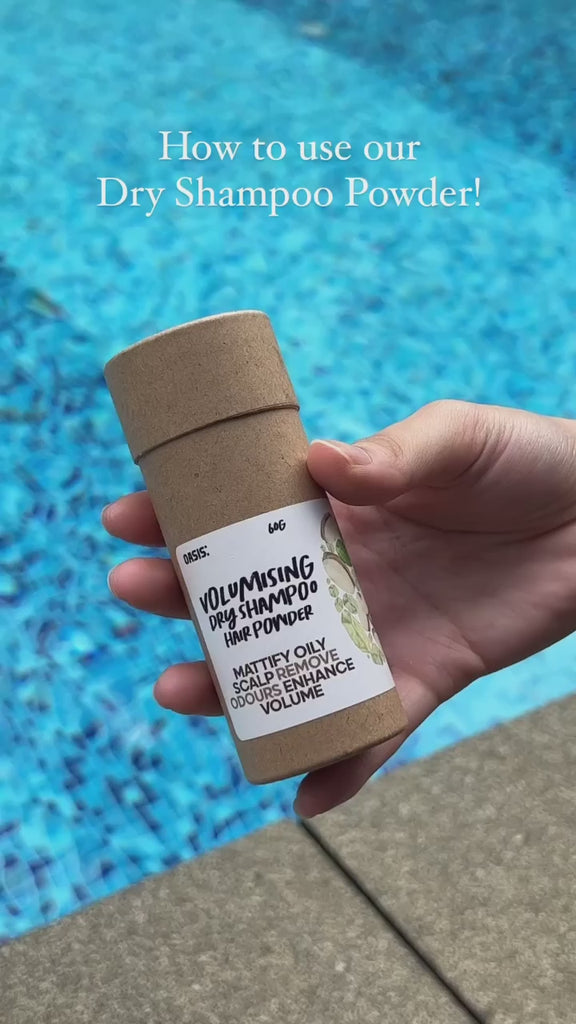 How to use our
Dry Shampoo Powder!
OASIS:
60G
VOLUMISING
DRY SHAMPOO
HAIR POWDER
MATTIFY OILY
SCALP REMOVE
ODOURS ENHANCE
VOLUME